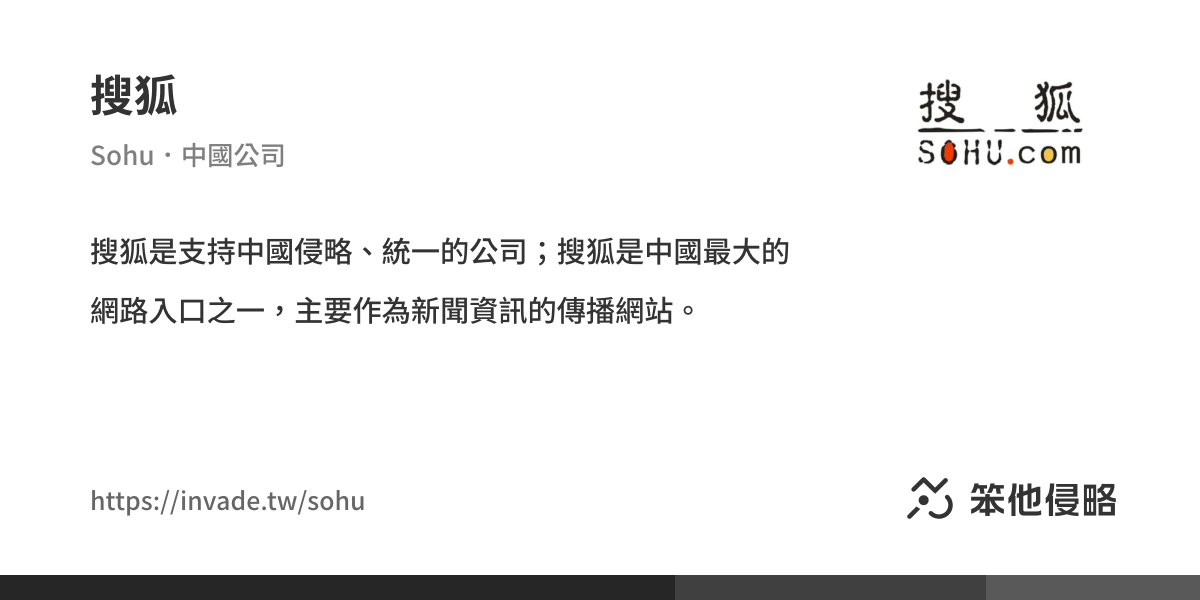 搜狐
Sohu・中國公司
搜狐
SOHU.com
搜狐是支持中國侵略、統一的公司；搜狐是中國最大的
網路入口之一，主要作為新聞資訊的傳播網站。
https://invade.tw/sohu
笨他侵略